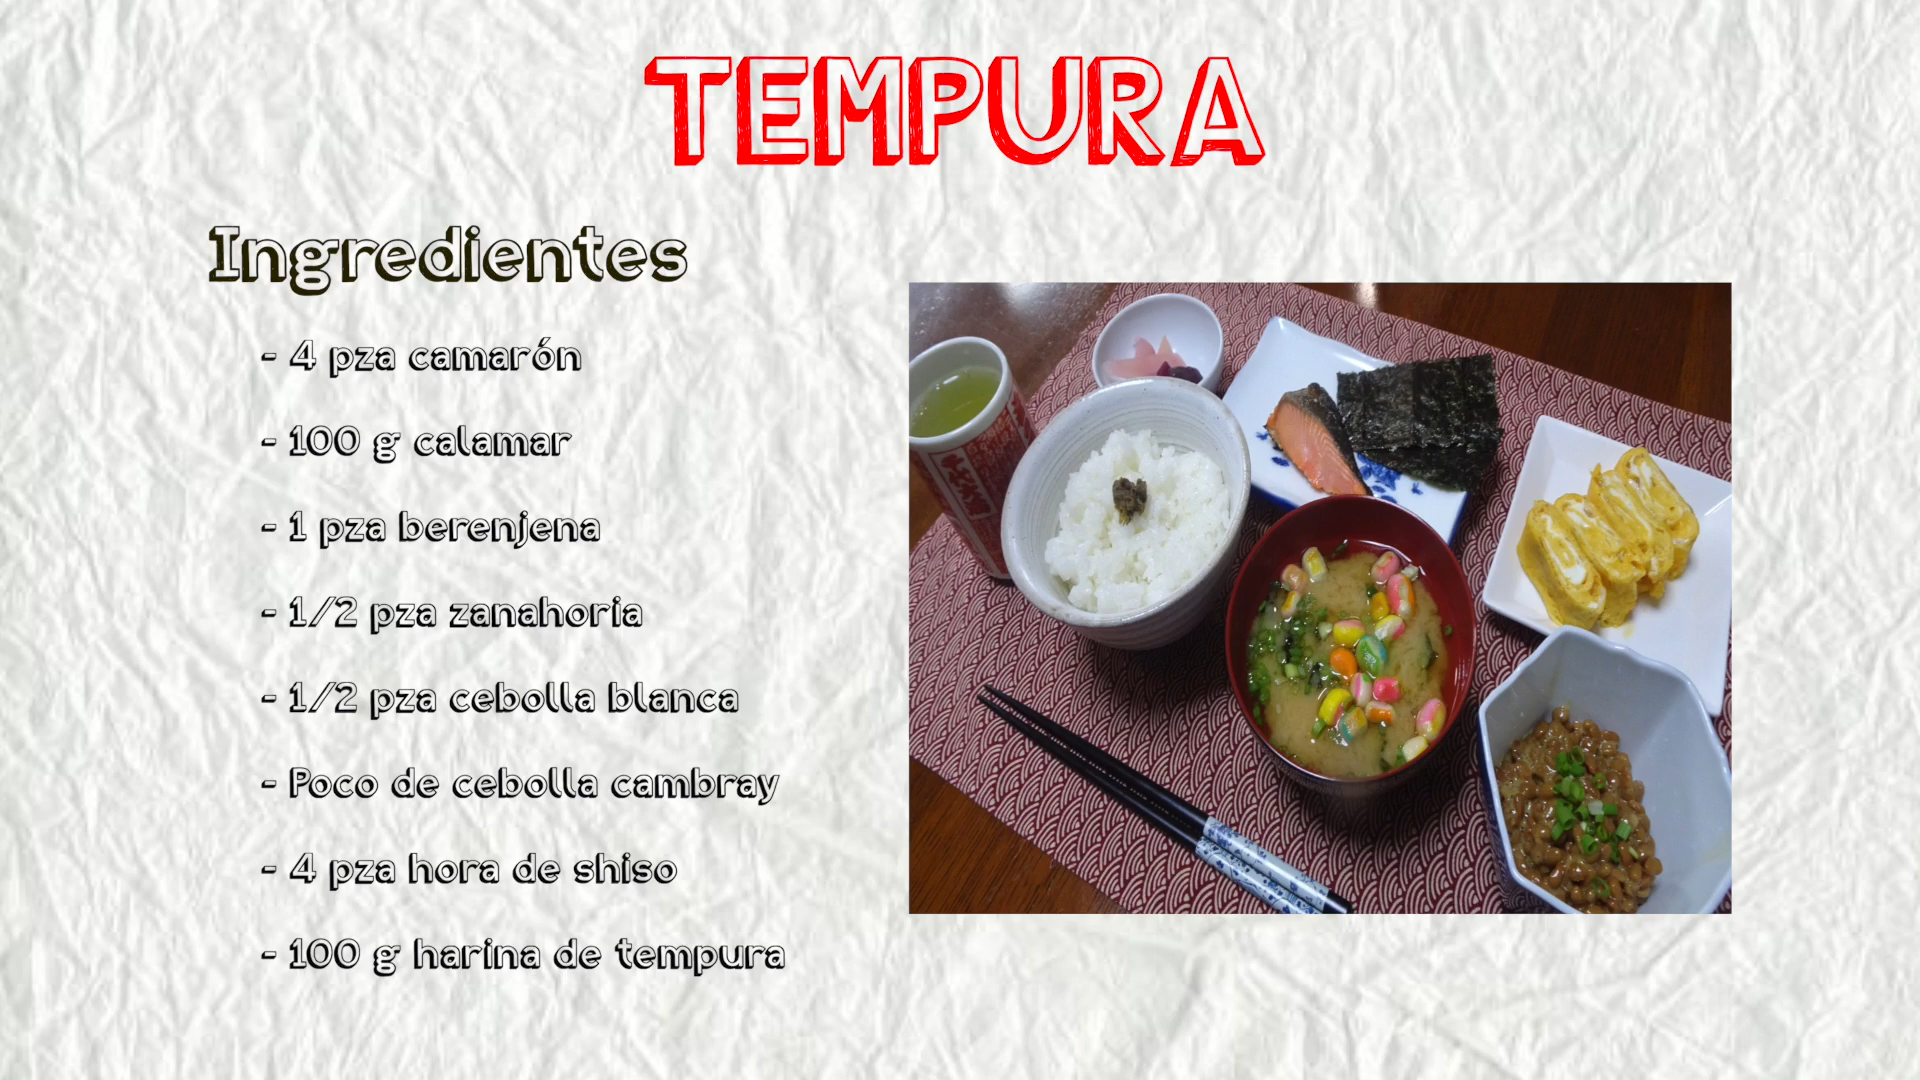 TEMPURA
Ingredientes
- 4 pza camarón
- 100 g calamar
- 1 pza berenjena
- 1/2 pza zanahoria
- 1/2 pza cebolla blanca
- Poco de cebolla cambray
- 4 pza hora de shiso
- 100 g harina de tempura